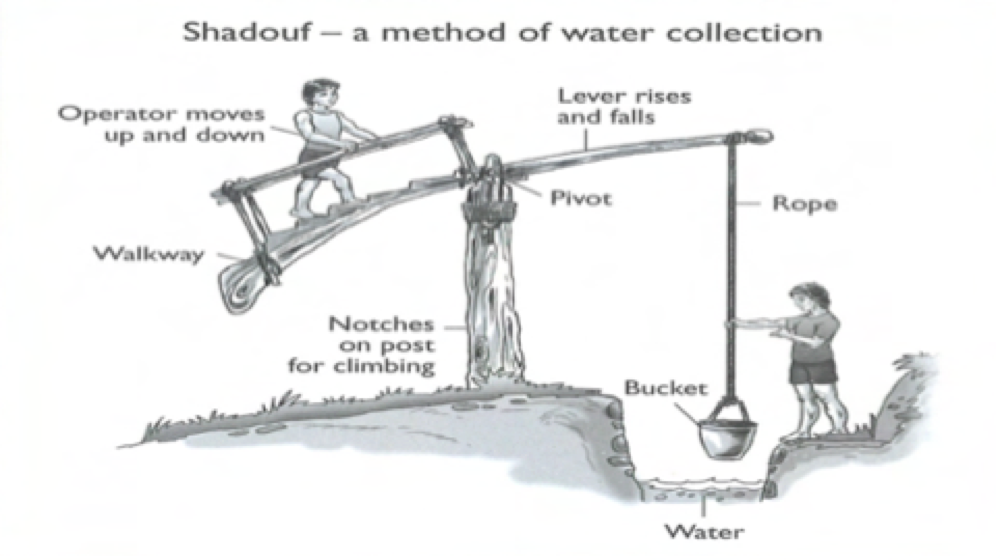 Shadouf – a method of water collection
Operator moves
up and down
Lever rises
and falls
Pivot
Rope
Walkway
Notches
on post
for climbing
Bucket
Water